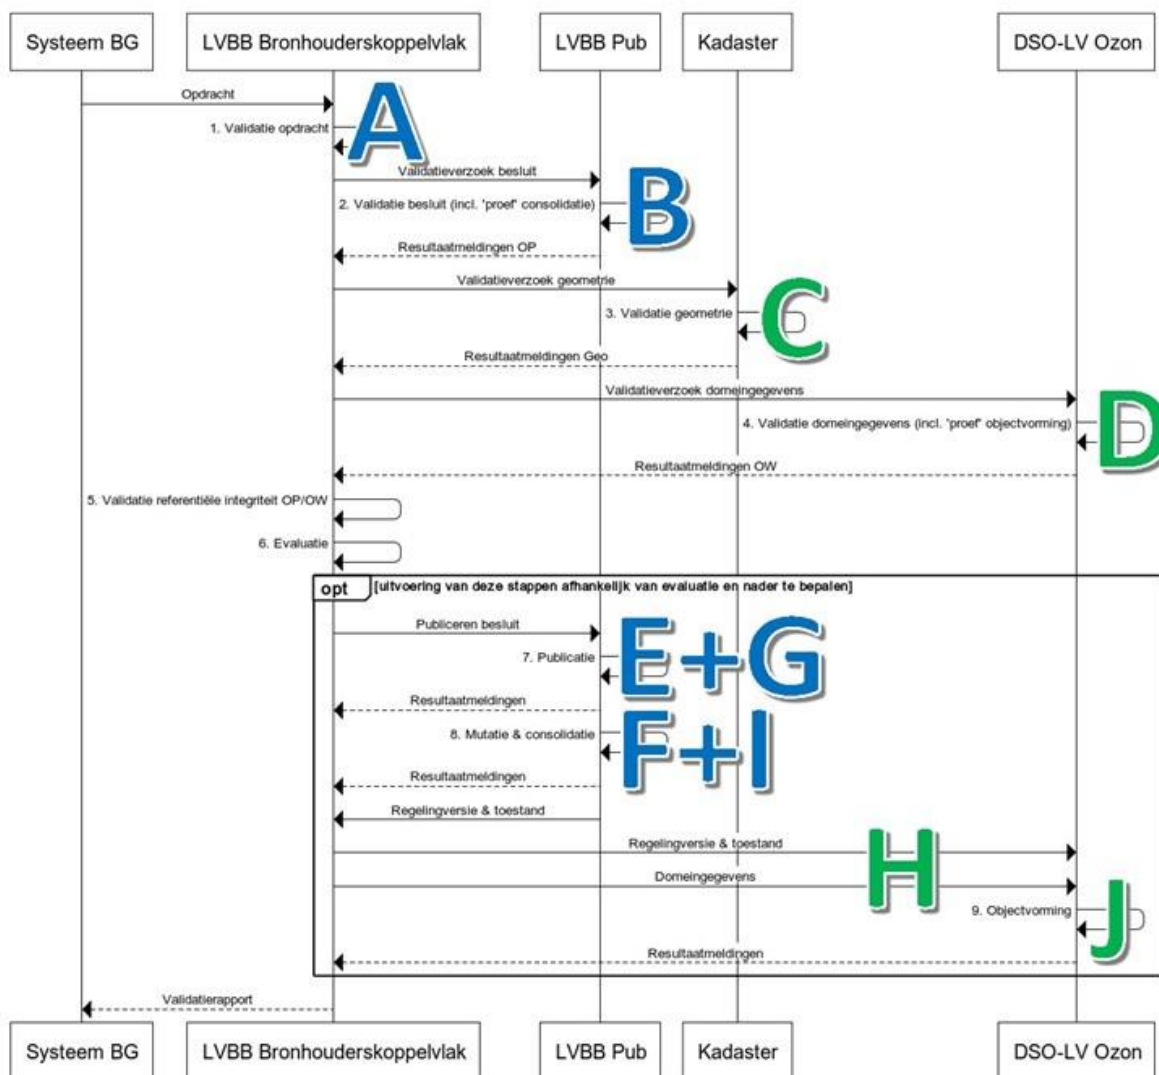 Systeem BG
LVBB Bronhouderskoppelvlak
LVBB Pub
Kadaster
DSO-LV Ozon
Opdracht
1. Validatie opdracht
A
Validatieverzoek besluit
2. Validatie besluit (incl. 'proef' consolidatie)
B
Resultaatmeldingen OP
Validatieverzoek geometrie
3. Validatie geometrie
C
Resultaatmeldingen Geo
Validatieverzoek domeingegevens
4. Validatie domeingegevens (incl. 'proef' objectvorming)
D
Resultaatmeldingen OW
5. Validatie referentiële integriteit OP/OW
6. Evaluatie
opt
[uitvoering van deze stappen afhankelijk van evaluatie en nader te bepalen]
Publiceren besluit
7. Publicatie
E+G
Resultaatmeldingen
8. Mutatie & consolidatie
F+I
Resultaatmeldingen
Regelingversie & toestand
Regelingversie & toestand
H
Domeingegevens
9. Objectvorming
J
Resultaatmeldingen
Validatierapport
Systeem BG
LVBB Bronhouderskoppelvlak
LVBB Pub
Kadaster
DSO-LV Ozon